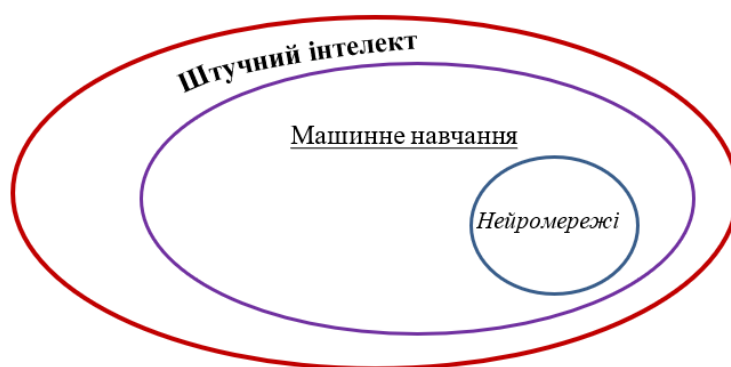 Штучний інтелект
Машинне навчання
Нейромережі